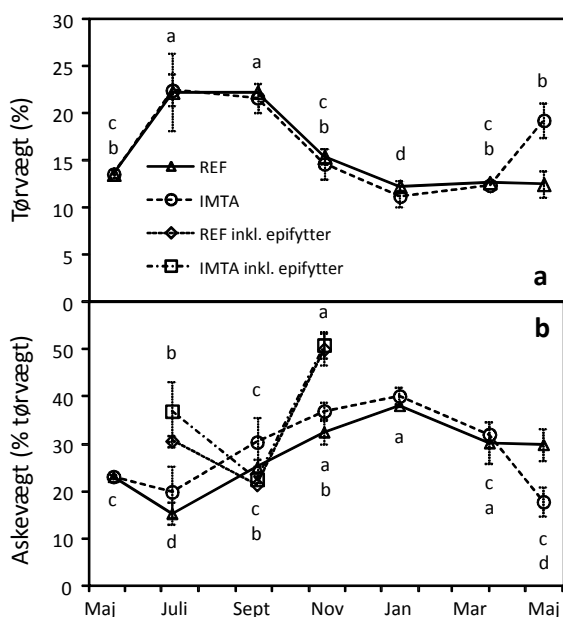 30
25
20
15
10
5
0
Tørvægt (%)
a
a
b
c
b
c
b
d
c
b
REF
IMTA
REF inkl. epifytter
IMTA inkl. epifytter
a
50
40
30
20
10
0
Askevægt (% tørvægt)
b
a
b
c
c
d
c
b
a
b
a
c
a
c
d
Maj
Juli
Sept
Nov
Jan
Mar
Maj